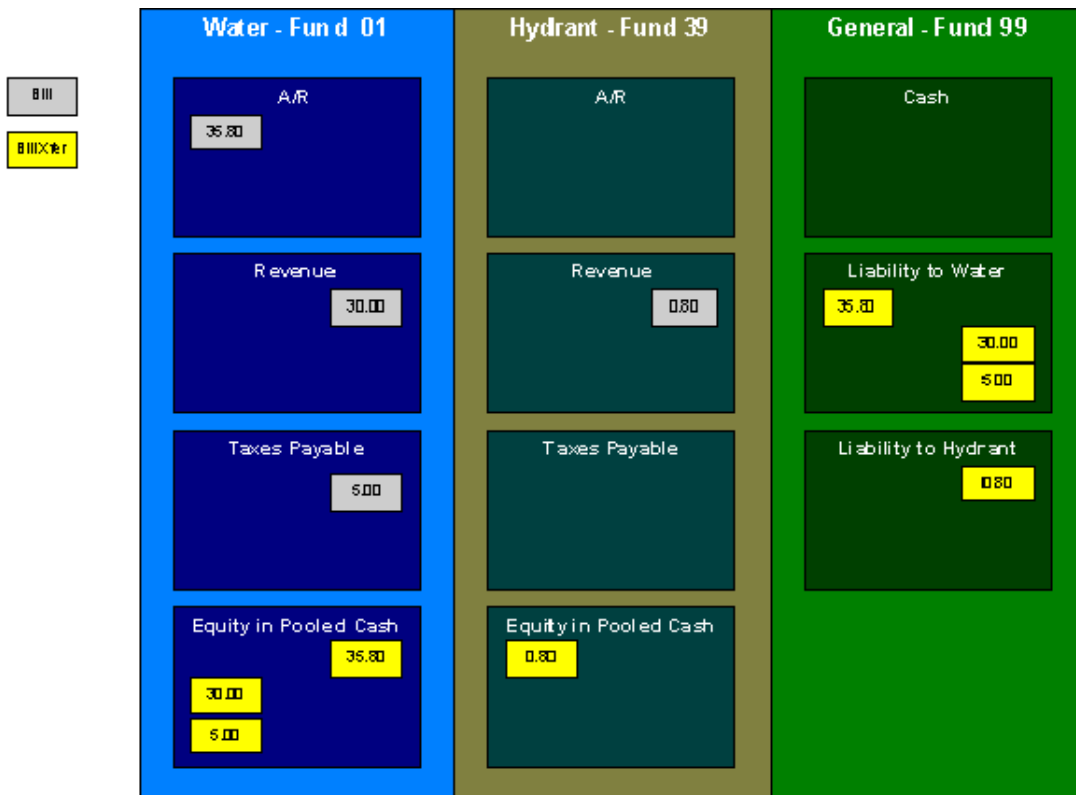 Water - Fund 01
Hydrant - Fund 39
General - Fund 99
Bill
BillXfer
A/R
35.80
A/R
Cash
Revenue
30.00
Revenue
0.80
Liability to Water
35.80
30.00
5.00
Taxes Payable
5.00
Taxes Payable
Liability to Hydrant
0.80
Equity in Pooled Cash
35.80
30.00
5.00
Equity in Pooled Cash
0.80